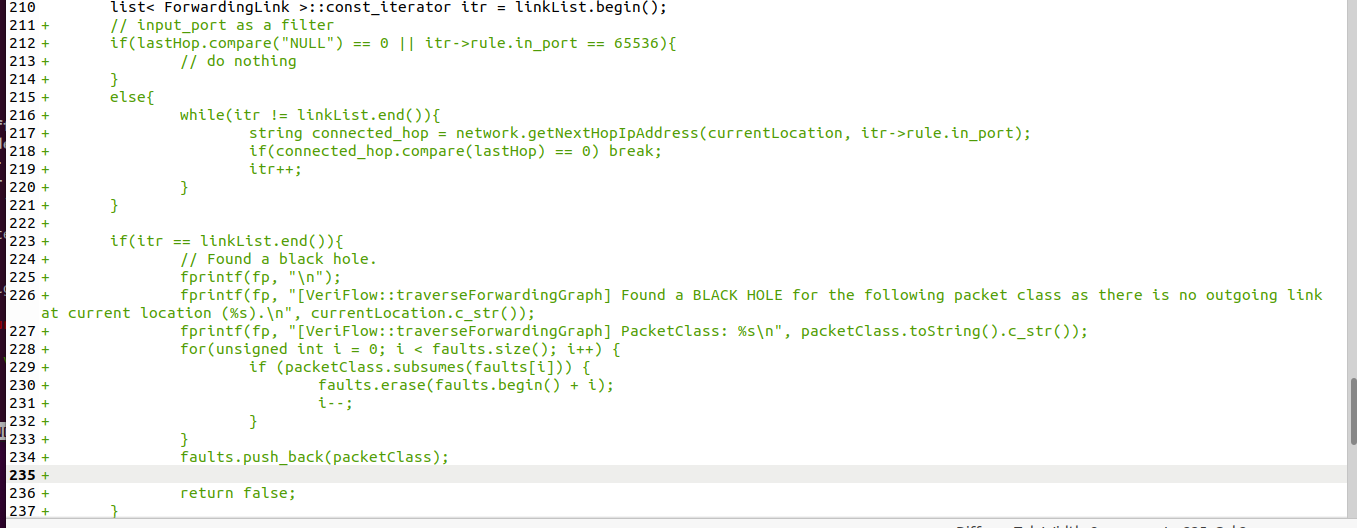 210 list< ForwardingLink >::const_iterator itr = linkList.begin();
211 + // input_port as a filter
212 + if(lastHop.compare("NULL") == 0 || itr->rule.in_port == 65536){
213 + // do nothing
214 + }
215 + else{
216 + while(itr != linkList.end()){
217 + string connected_hop = network.getNextHopIpAddress(currentLocation, itr->rule.in_port);
218 + if(connected_hop.compare(lastHop) == 0) break;
219 + itr++;
220 + }
221 + }
222 +
223 + if(itr == linkList.end()){
224 + // Found a black hole.
225 + fprintf(fp, "\n");
226 + fprintf(fp, "[VeriFlow::traverseForwardingGraph] Found a BLACK HOLE for the following packet class as there is no outgoing link
at current location (%s).\n", currentLocation.c_str());
227 + fprintf(fp, "[VeriFlow::traverseForwardingGraph] PacketClass: %s\n", packetClass.toString().c_str());
228 + for(unsigned int i = 0; i < faults.size(); i++) {
229 + if (packetClass.subsumes(faults[i])) {
230 + faults.erase(faults.begin() + i);
231 + i--;
232 + }
233 + }
234 + faults.push_back(packetClass);
235 +
236 + return false;
237 + }